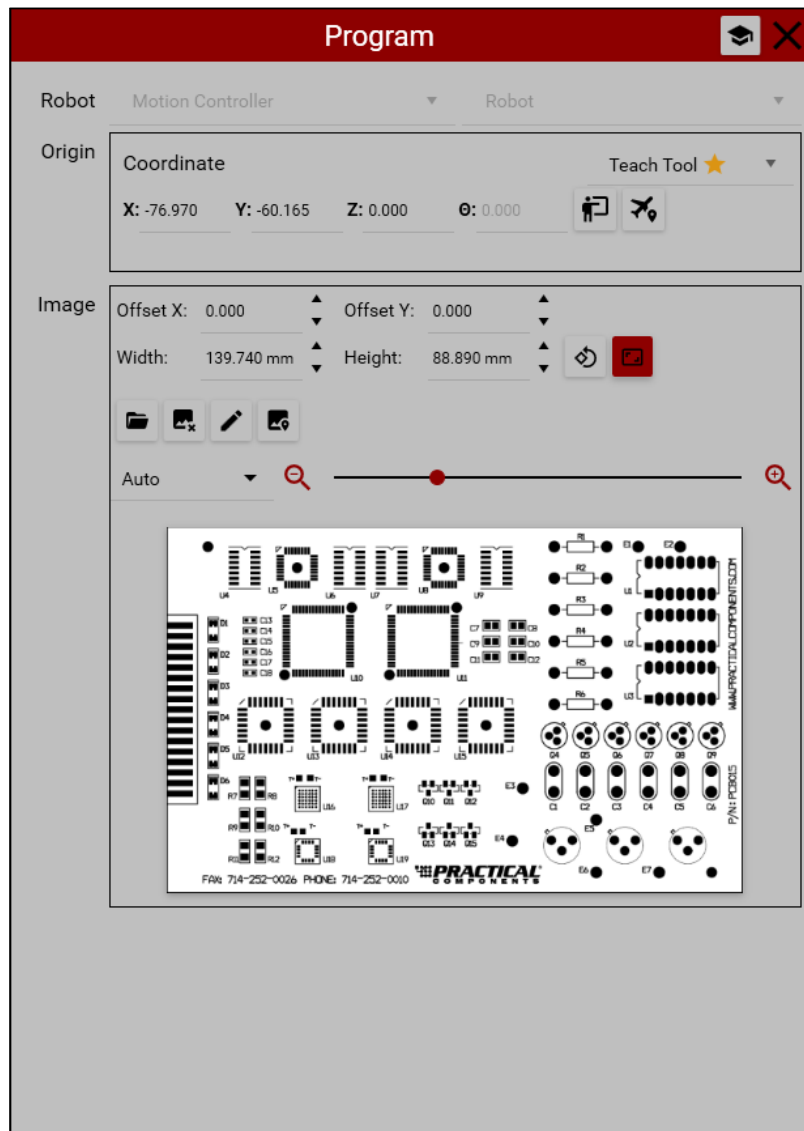 Program
Robot Motion Controller Robot
Origin Coordinate Teach Tool
X: -76.970 Y: -60.165 Z: 0.000 Θ: 0.000
Image Offset X: 0.000 Offset Y: 0.000
Width: 139.740 mm Height: 88.890 mm
Auto
R1
E1 E2
U4 U5 U6 U7 U8 U9
R2
U1
R3
D1 C13
C14
C15
C16
C17
C18
C7 C8
C9 C10
C11 C12
R4
U2
D2
U10 U11
R5
D3
R6
U3
WWW.PRACTICALCOMPONENTS.COM
D4
D5
U12 U13 U14 U15
Q4 Q5 Q6 Q7 Q8 Q9
D6
T+ T- T+ T-
R7 R8
U16 U17
Q10 Q11 Q12
E3
C1 C2 C3 C4 C5 C6
P/N: PCB015
R9 R10
T+ T- T+ T-
E5
Q13 Q14 Q15
E4
R11 R12
U18 U19
E6 E7
FAX: 714-252-0026 PHONE: 714-252-0010
PRACTICAL
COMPONENTS